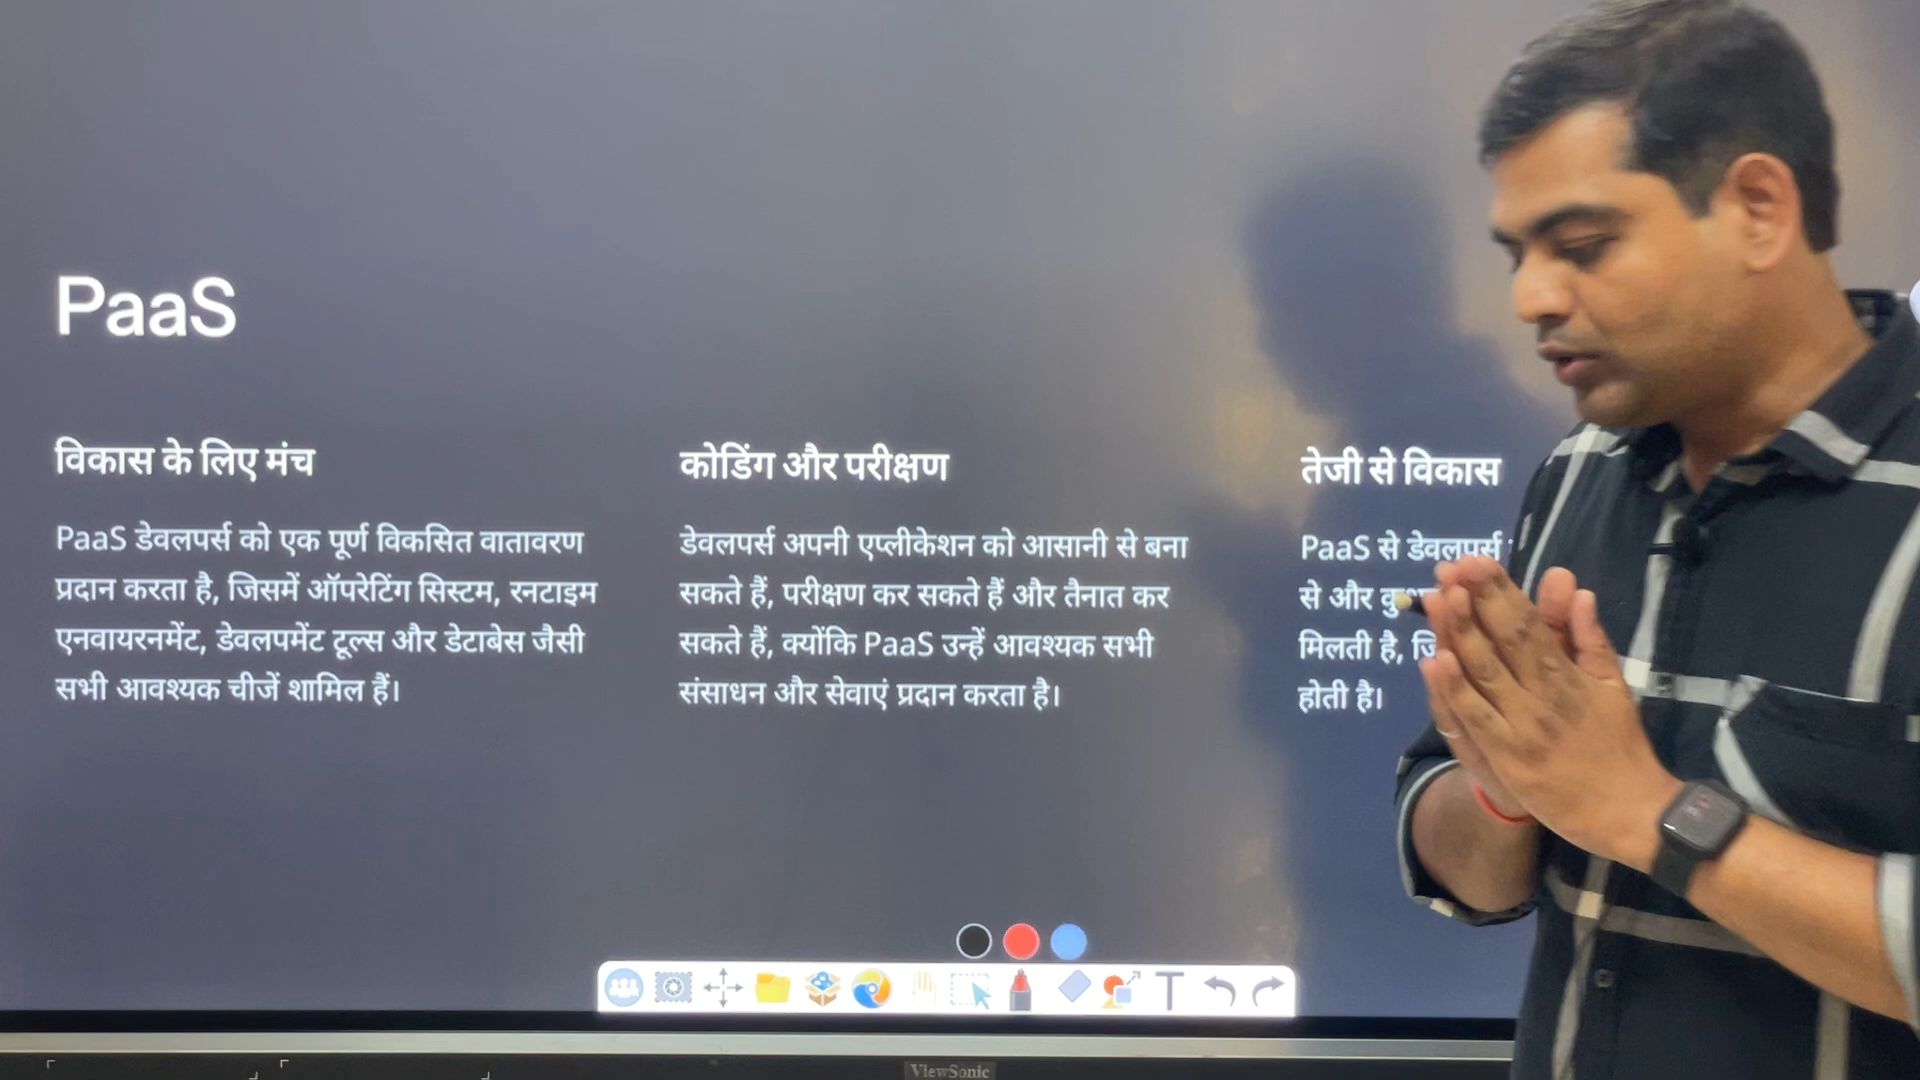 PaaS
विकास के लिए मंच
PaaS डेवलपर्स को एक पूर्ण विकसित वातावरण
प्रदान करता है, जिसमें ऑपरेटिंग सिस्टम, रनटाइम
एनवायरनमेंट, डेवलपमेंट टूल्स और डेटाबेस जैसी
सभी आवश्यक चीजें शामिल हैं।
कोडिंग और परीक्षण
डेवलपर्स अपनी एप्लीकेशन को आसानी से बना
सकते हैं, परीक्षण कर सकते हैं और तैनात कर
सकते हैं, क्योंकि PaaS उन्हें आवश्यक सभी
संसाधन और सेवाएं प्रदान करता है।
तेजी से विकास
PaaS से डेवलपर्स
से और
मिलती है,
होती है।
T
ViewSonic